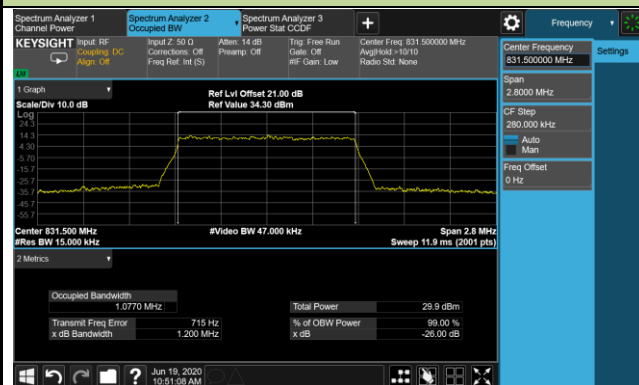 Spectrum Analyzer 1
Channel Power
Spectrum Analyzer 2
Occupied BW
Spectrum Analyzer 3
Power Stat CCDF
+
Frequency
KEYSIGHT
Input: RF
Coupling: DC
Align: Off
Input Z: 50 Ω
Corrections: Off
Freq Ref: Int (S)
Atten: 14 dB
Preamp: Off
Trig: Free Run
Gate: Off
#IF Gain: Low
Center Freq: 831.500000 MHz
Avg|Hold:>10/10
Radio Std: None
LXI
1 Graph
Scale/Div 10.0 dB
Ref Lvl Offset 21.00 dB
Ref Value 34.30 dBm
Log
24.3
14.3
4.30
-5.70
-15.7
-25.7
-35.7
-45.7
-55.7
Center 831.500 MHz
#Res BW 15.000 kHz
#Video BW 47.000 kHz
Span 2.8 MHz
Sweep 11.9 ms (2001 pts)
2 Metrics
Occupied Bandwidth
1.0770 MHz
Total Power 29.9 dBm
Transmit Freq Error 715 Hz
% of OBW Power 99.00 %
x dB Bandwidth 1.200 MHz
x dB -26.00 dB
Center Frequency
831.500000 MHz
Settings
Span
2.8000 MHz
CF Step
280.000 kHz
Auto
Man
Freq Offset
0 Hz
?
Jun 19, 2020
10:51:08 AM